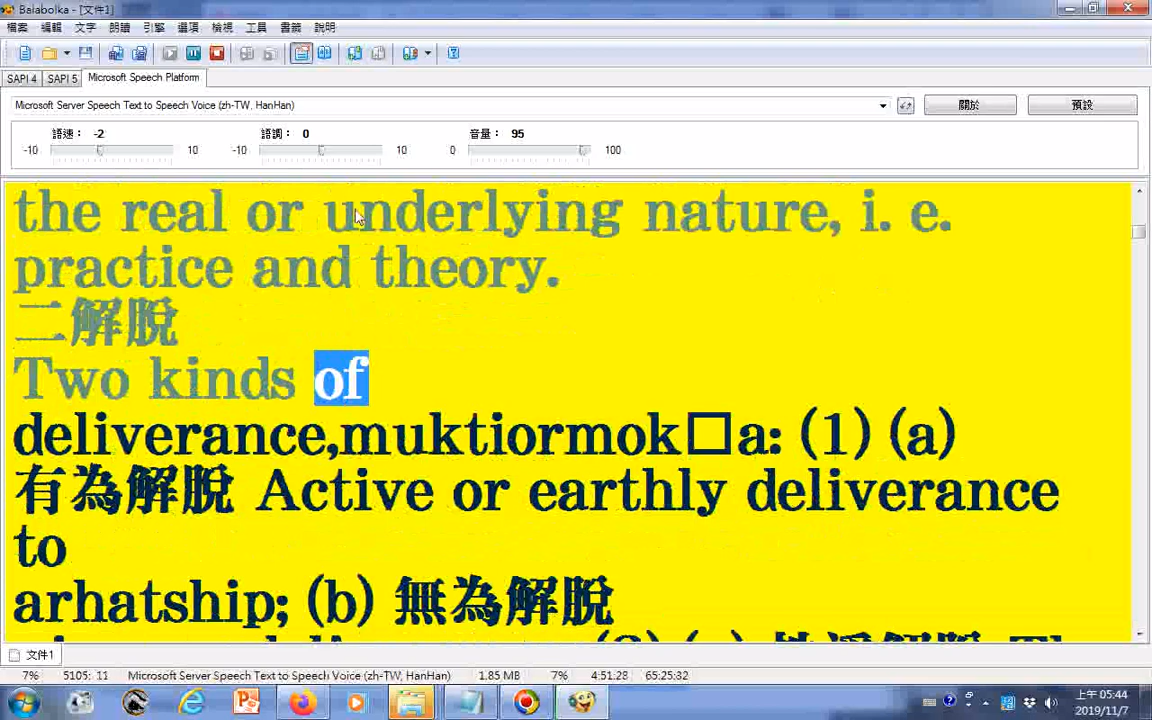 Balabolka - [文件1]
檔案 編輯 文字 朗讀 引擎 選項 檢視 工具 書籤 說明
SAPI 4 SAPI 5 Microsoft Speech Platform
Microsoft Server Speech Text to Speech Voice (zh-TW, HanHan) 關於 預設
語速： -2 語調： 0 音量： 95
-10 10 -10 10 0 100
the real or underlying nature, i. e.
practice and theory.
二解脫
Two kinds of
deliverance,muktiormok□a: (1) (a)
有為解脫 Active or earthly deliverance
to
arhatship; (b) 無為解脫
文件1
7% 5105: 11 Microsoft Server Speech Text to Speech Voice (zh-TW, HanHan) 1.85 MB 7% 4:51:28 65:25:32
上午 05:44
2019/11/7